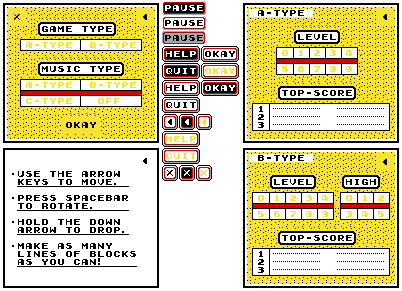 GAME TYPE
A-TYPE B-TYPE
MUSIC TYPE
A-TYPE B-TYPE
C-TYPE OFF
OKAY
PAUSE
PAUSE
PAUSE
HELP OKAY
QUIT OKAY
HELP OKAY
QUIT
HELP
QUIT
A-TYPE
LEVEL
0 1 2 3 4
5 6 7 8 9
TOP-SCORE
1
2
3
•USE THE ARROW
KEYS TO MOVE.
•PRESS SPACEBAR
TO ROTATE.
•HOLD THE DOWN
ARROW TO DROP.
•MAKE AS MANY
LINES OF BLOCKS
AS YOU CAN!
B-TYPE
LEVEL HIGH
0 1 2 3 4 0 1 2
5 6 7 8 9 3 4 5
TOP-SCORE
1
2
3